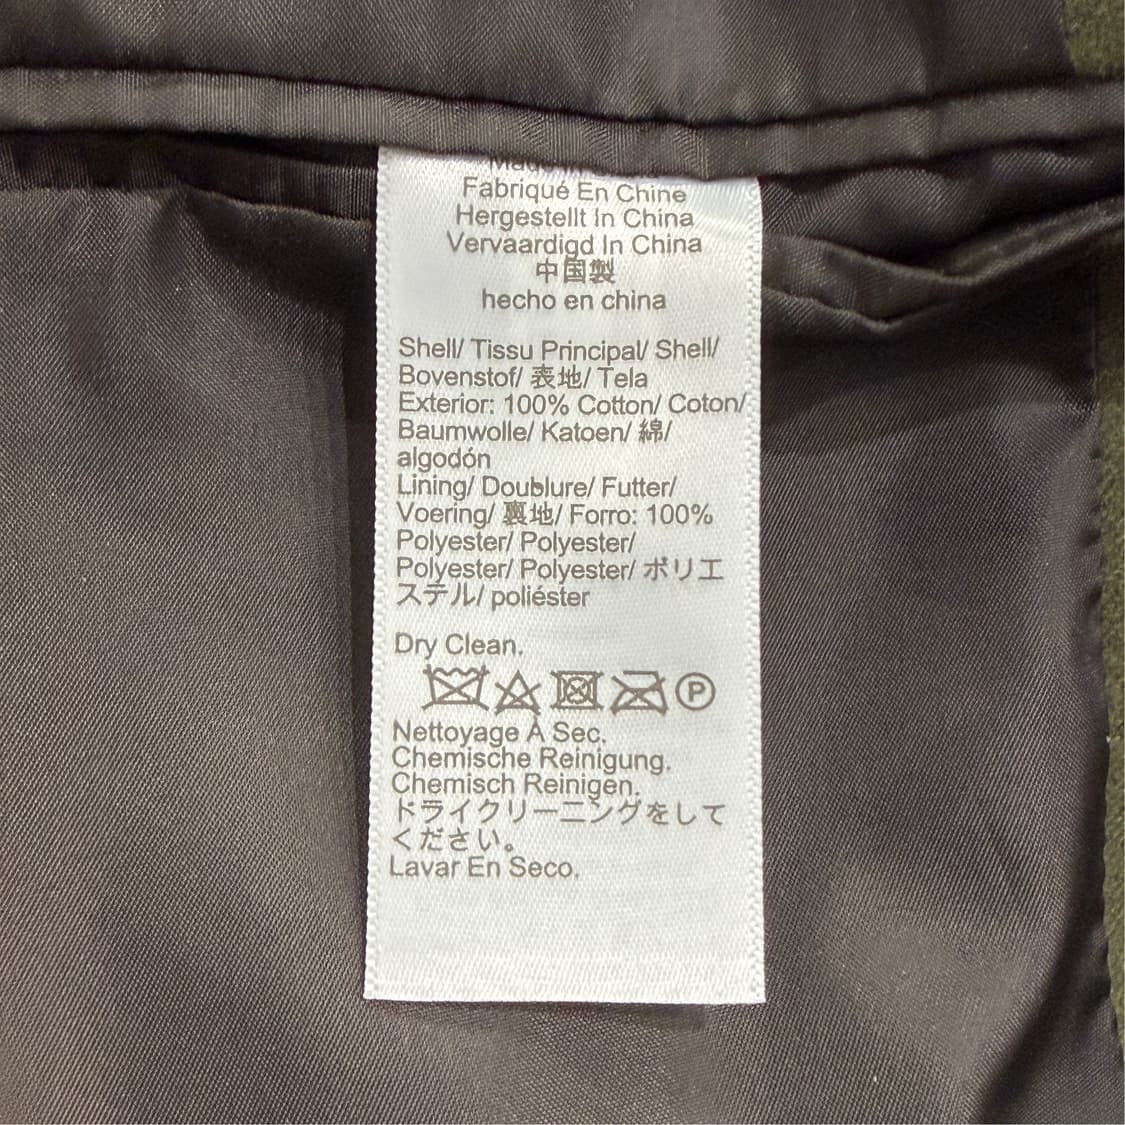 Fabriqué En Chine
Hergestellt In China
Vervaardigd In China
中国製
hecho en china
Shell/ Tissu Principal/ Shell/
Bovenstof/ 表地/ Tela
Exterior: 100% Cotton/ Coton/
Baumwolle/ Katoen/ 綿/
algodón
Lining/ Doublure/ Futter/
Voering/ 裏地/ Forro: 100%
Polyester/ Polyester/
Polyester/ Polyester/ ポリエ
ステル/ poliéster
Dry Clean.
P
Nettoyage À Sec.
Chemische Reinigung.
Chemisch Reinigen.
ドライクリーニングをして
ください。
Lavar En Seco.